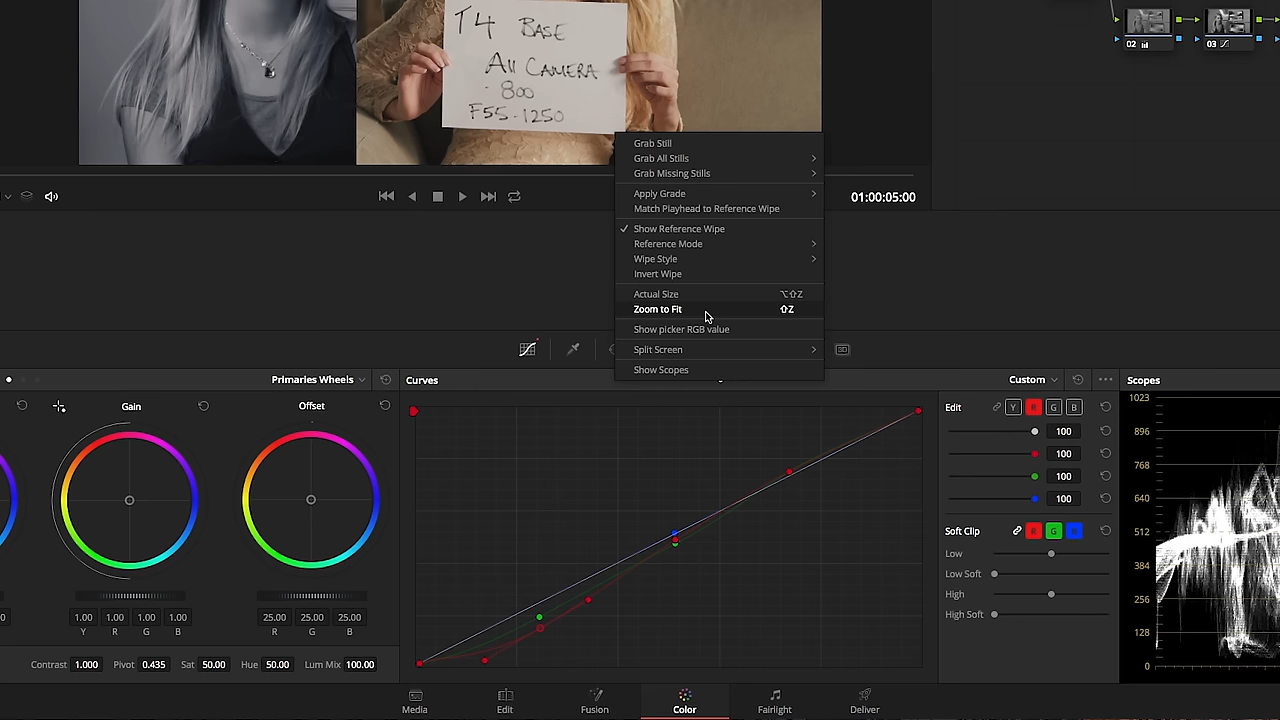 T4 BASE
All CAMERA
800
F55-1250
02
03
Grab Still
Grab All Stills
Grab Missing Stills
Apply Grade
Match Playhead to Reference Wipe
Show Reference Wipe
Reference Mode
Wipe Style
Invert Wipe
Actual Size ⌥⇧Z
Zoom to Fit ⇧Z
Show picker RGB value
Split Screen
Show Scopes
01:00:05:00
Primaries Wheels
Gain
Offset
1.00 1.00 1.00 1.00
Y R G B
25.00 25.00 25.00
R G B
Contrast 1.000 Pivot 0.435 Sat 50.00 Hue 50.00 Lum Mix 100.00
Curves
Custom
Edit Y R G B
100
100
100
100
Soft Clip R G B
Low
Low Soft
High
High Soft
Scopes
1023
896
768
640
512
384
256
128
0
Media
Edit
Fusion
Color
Fairlight
Deliver